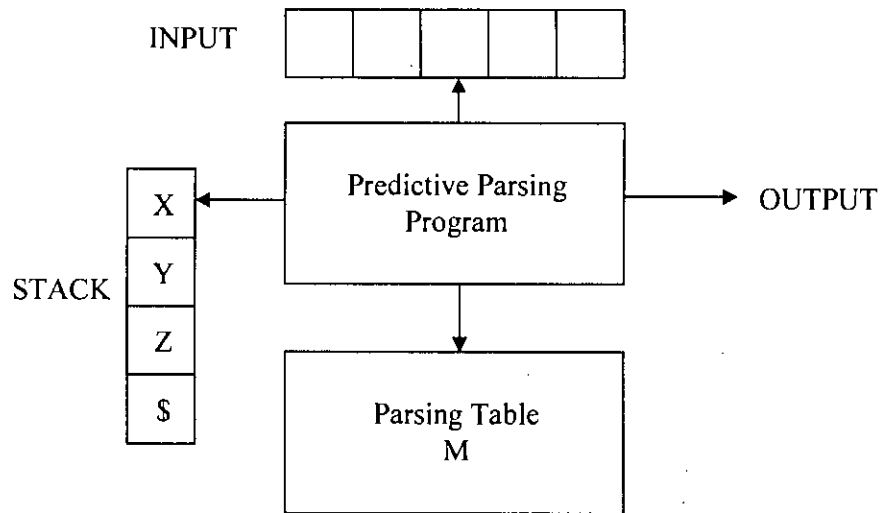 INPUT
Predictive Parsing
Program
OUTPUT
STACK
X
Y
Z
$
Parsing Table
M